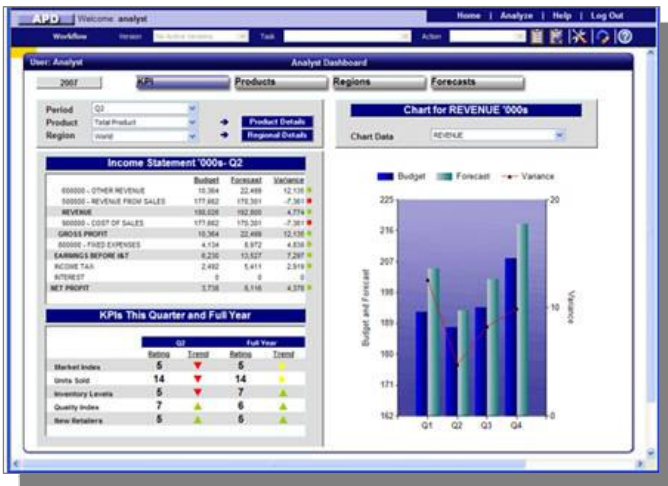 APD Welcome analyst Home | Analyze | Help | Log Out
Workflow Version No Active Versions Task Action
User: Analyst Analyst Dashboard
2007 KPI Products Regions Forecasts
Period Q2
Product Total Product Product Details
Region World Regional Details
Chart for REVENUE '000s
Chart Data REVENUE
Income Statement '000s- Q2
Budget Forecast Variance
600000 - OTHER REVENUE 10,364 22,499 12,135
500000 - REVENUE FROM SALES 177,662 170,301 -7,361
REVENUE 188,026 192,800 4,774
900000 - COST OF SALES 177,662 170,301 -7,361
GROSS PROFIT 10,364 22,499 12,135
800000 - FIXED EXPENSES 4,134 8,972 4,838
EARNINGS BEFORE I&T 6,230 13,527 7,297
INCOME TAX 2,492 5,411 2,919
INTEREST 0 0 0
NET PROFIT 3,738 8,116 4,378
KPIs This Quarter and Full Year
Q2 Full Year
Rating Trend Rating Trend
Market Index 5 5
Units Sold 14 14
Inventory Levels 5 7
Quality Index 7 6
New Retailers 5 5
Budget Forecast Variance
225
216
207
198
189
180
171
162
20
10
0
Budget and Forecast
Variance
Q1 Q2 Q3 Q4